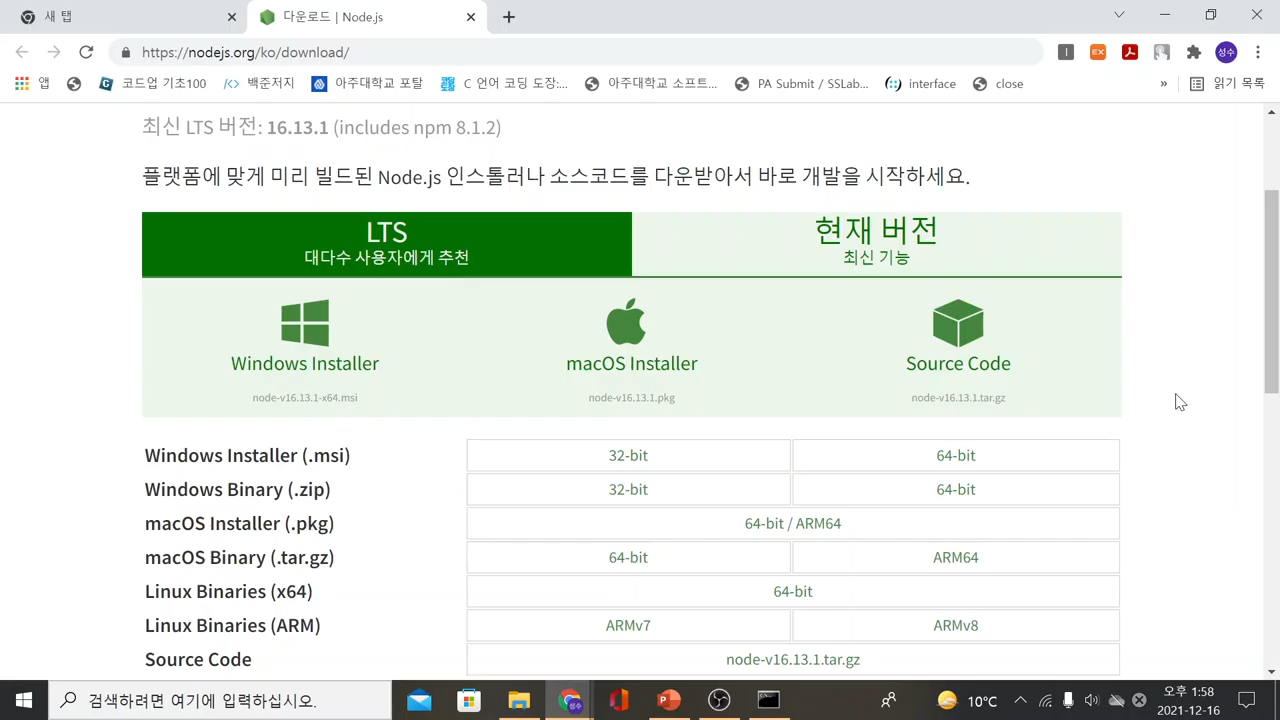 새 탭
다운로드 | Node.js
https://nodejs.org/ko/download/
EX
성수
앱
코드업 기초100
백준저지
아주대학교 포탈
C 언어 코딩 도장:...
아주대학교 소프트...
PA Submit / SSLab...
interface
close
»
읽기 목록
최신 LTS 버전: 16.13.1 (includes npm 8.1.2)
플랫폼에 맞게 미리 빌드된 Node.js 인스톨러나 소스코드를 다운받아서 바로 개발을 시작하세요.
LTS
대다수 사용자에게 추천
현재 버전
최신 기능
Windows Installer
node-v16.13.1-x64.msi
macOS Installer
node-v16.13.1.pkg
Source Code
node-v16.13.1.tar.gz
Windows Installer (.msi) 32-bit 64-bit
Windows Binary (.zip) 32-bit 64-bit
macOS Installer (.pkg) 64-bit / ARM64
macOS Binary (.tar.gz) 64-bit ARM64
Linux Binaries (x64) 64-bit
Linux Binaries (ARM) ARMv7 ARMv8
Source Code node-v16.13.1.tar.gz
검색하려면 여기에 입력하십시오.
10°C
오후 1:58
2021-12-16